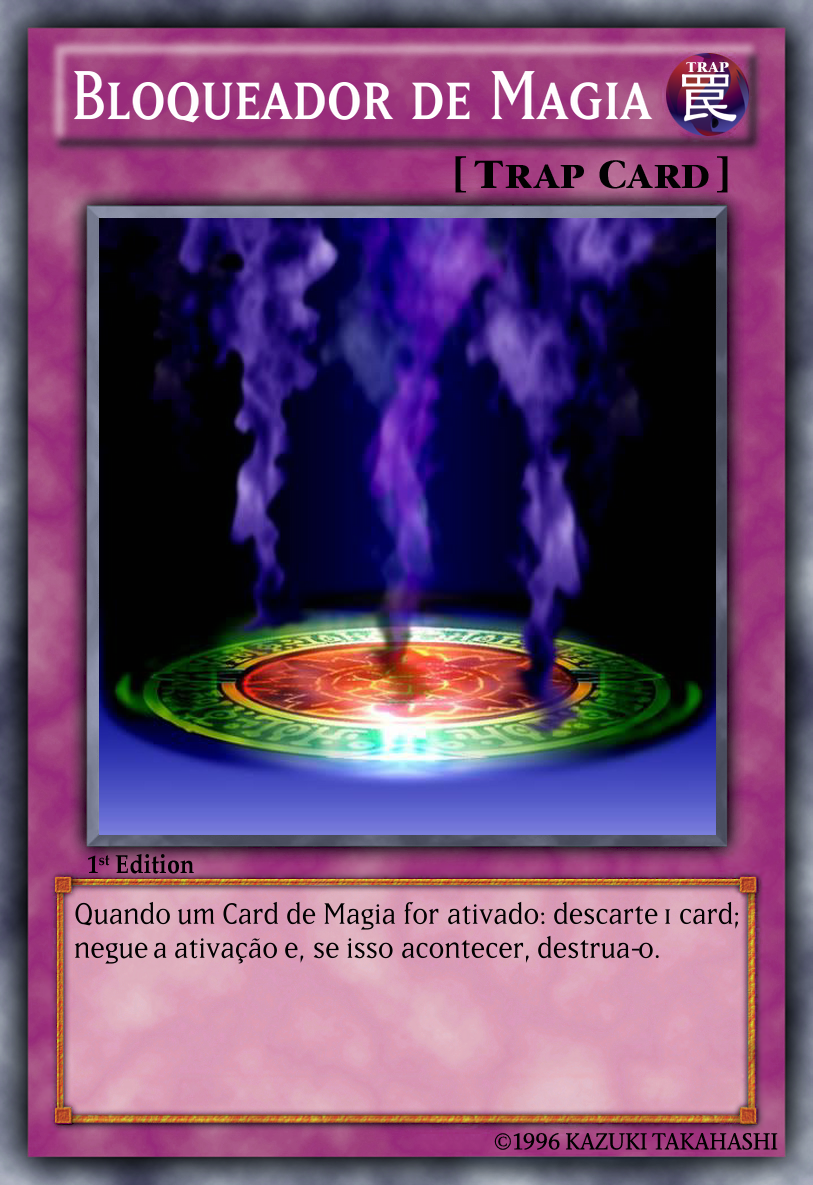 Bloqueador de Magia
TRAP
罠
[Trap Card]
1st Edition
Quando um Card de Magia for ativado: descarte 1 card;
negue a ativação e, se isso acontecer, destrua-o.
©1996 KAZUKI TAKAHASHI